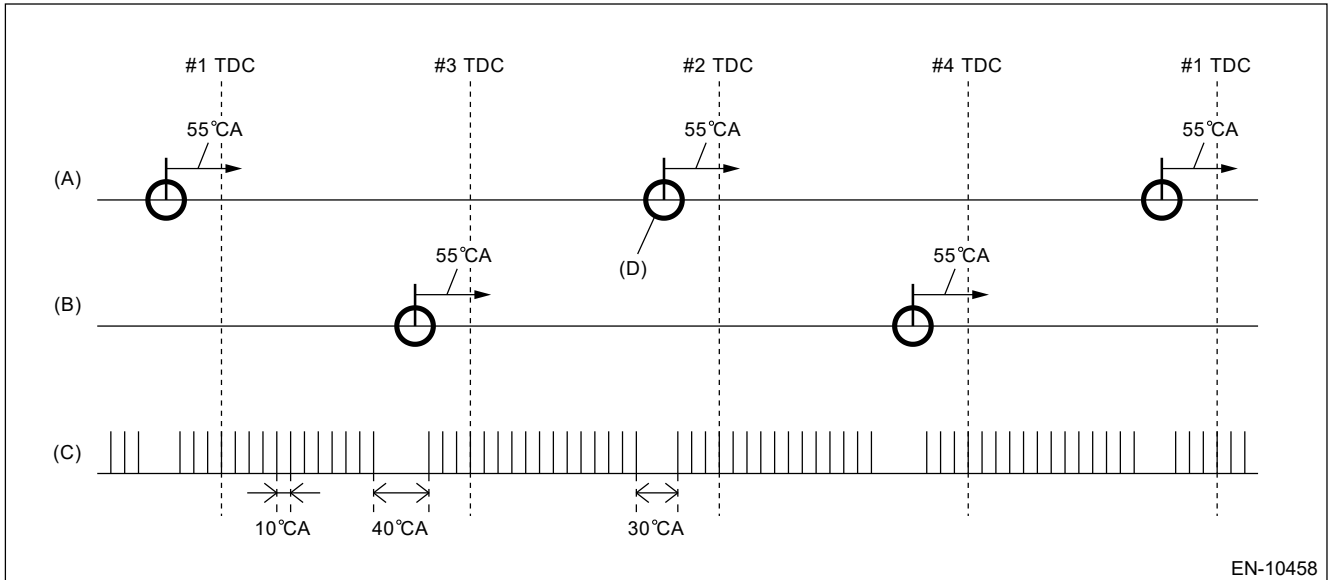 #1 TDC #3 TDC #2 TDC #4 TDC #1 TDC
55°CA 55°CA 55°CA
(A)
(D)
55°CA 55°CA
(B)
(C)
10°CA 40°CA 30°CA
EN-10458